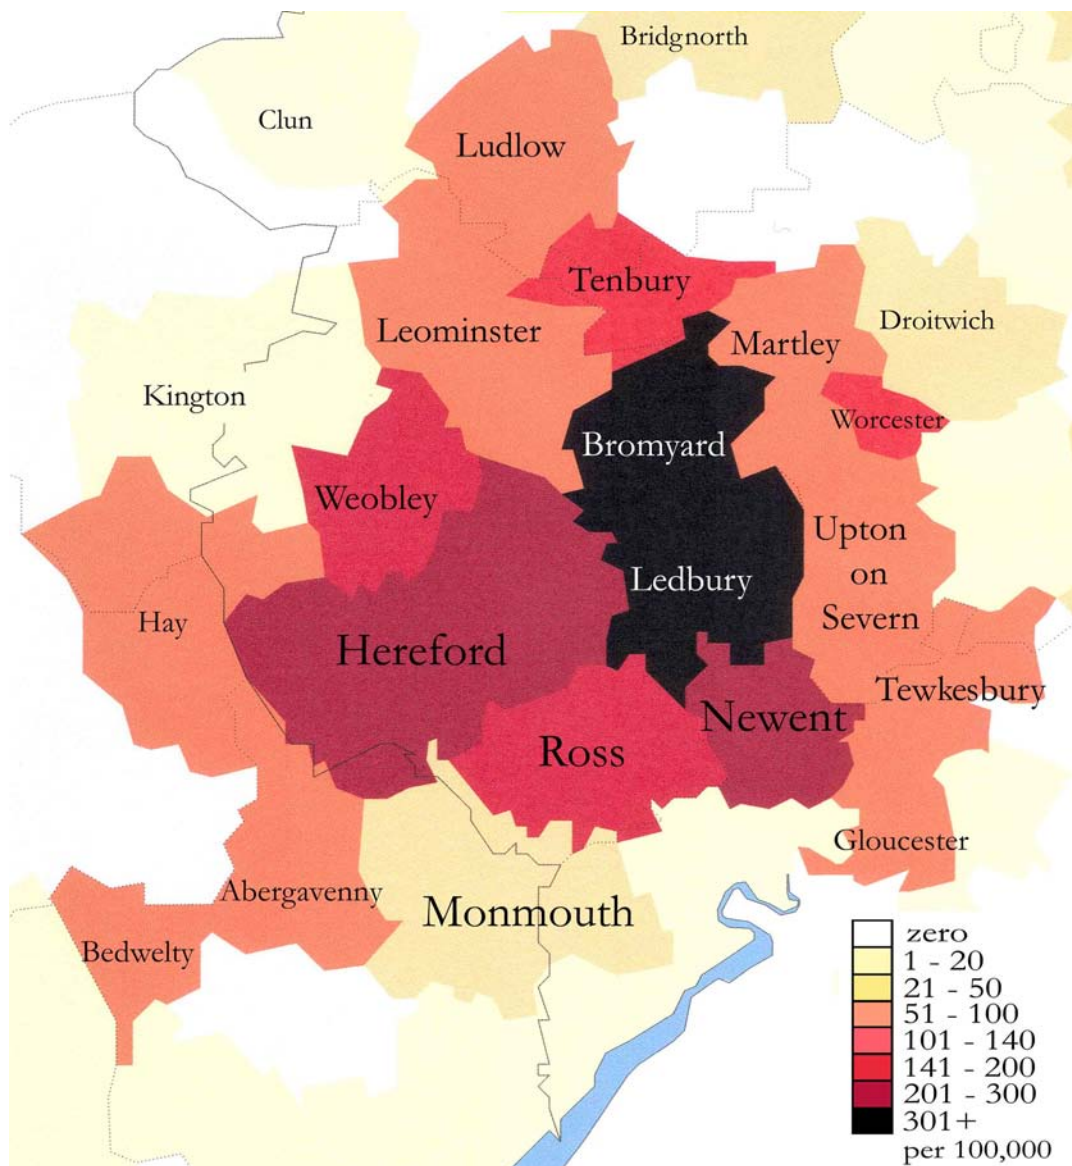 Bridgnorth
Clun
Ludlow
Tenbury
Leominster
Martley
Droitwich
Kington
Worcester
Bromyard
Weobley
Upton
on
Severn
Ledbury
Hay
Hereford
Tewkesbury
Newent
Ross
Gloucester
Abergavenny
Monmouth
Bedwelty
zero
1 - 20
21 - 50
51 - 100
101 - 140
141 - 200
201 - 300
301+
per 100,000